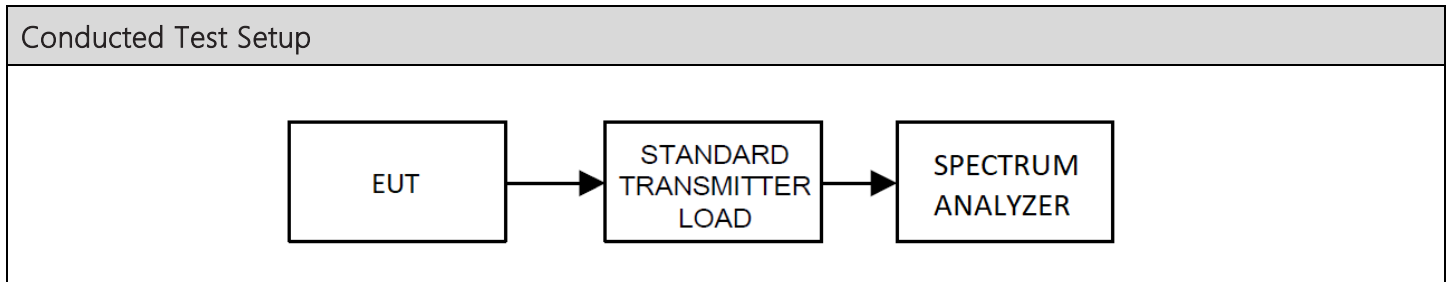 Conducted Test Setup
EUT
STANDARD
TRANSMITTER
LOAD
SPECTRUM
ANALYZER